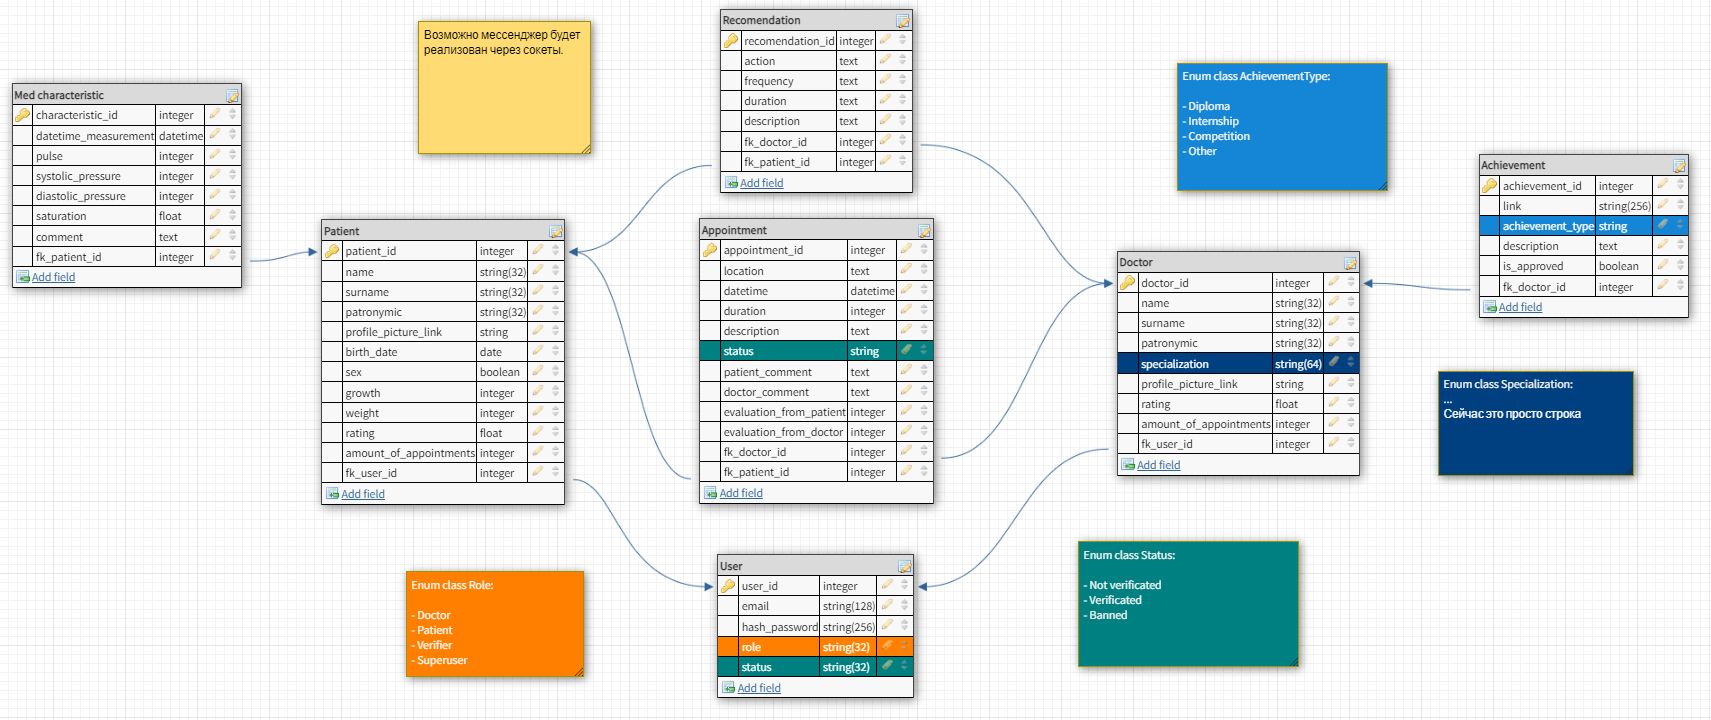 Возможно мессенджер будет
реализован через сокеты.
Med characteristic
characteristic_id integer
datetime_measurement datetime
pulse integer
systolic_pressure integer
diastolic_pressure integer
saturation float
comment text
fk_patient_id integer
Add field
Patient
patient_id integer
name string(32)
surname string(32)
patronymic string(32)
profile_picture_link string
birth_date date
sex boolean
growth integer
weight integer
rating float
amount_of_appointments integer
fk_user_id integer
Add field
Recomendation
recomendation_id integer
action text
frequency text
duration text
description text
fk_doctor_id integer
fk_patient_id integer
Add field
Appointment
appointment_id integer
location text
datetime datetime
duration integer
description text
status string
patient_comment text
doctor_comment text
evaluation_from_patient integer
evaluation_from_doctor integer
fk_doctor_id integer
fk_patient_id integer
Add field
Enum class AchievementType:
- Diploma
- Internship
- Competition
- Other
Doctor
doctor_id integer
name string(32)
surname string(32)
patronymic string(32)
specialization string(64)
profile_picture_link string
rating float
amount_of_appointments integer
fk_user_id integer
Add field
Achievement
achievement_id integer
link string(256)
achievement_type string
description text
is_approved boolean
fk_doctor_id integer
Add field
Enum class Specialization:
...
Сейчас это просто строка
Enum class Role:
- Doctor
- Patient
- Verifier
- Superuser
User
user_id integer
email string(128)
hash_password string(256)
role string(32)
status string(32)
Add field
Enum class Status:
- Not verificated
- Verificated
- Banned